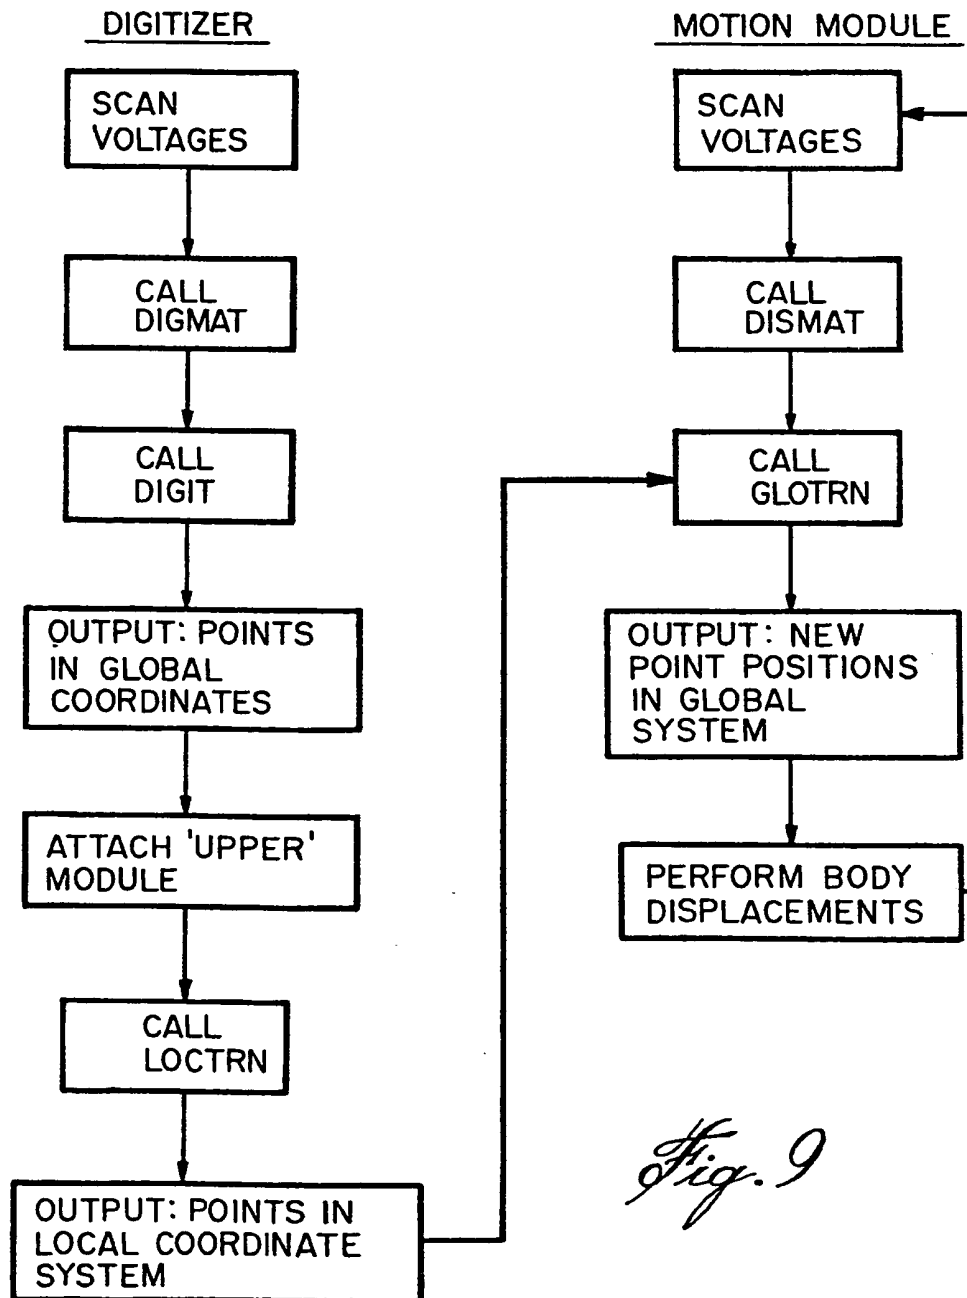 DIGITIZER
SCAN
VOLTAGES
CALL
DIGMAT
CALL
DIGIT
OUTPUT: POINTS
IN GLOBAL
COORDINATES
ATTACH 'UPPER'
MODULE
CALL
LOCTRN
OUTPUT: POINTS IN
LOCAL COORDINATE
SYSTEM
MOTION MODULE
SCAN
VOLTAGES
CALL
DISMAT
CALL
GLOTRN
OUTPUT: NEW
POINT POSITIONS
IN GLOBAL
SYSTEM
PERFORM BODY
DISPLACEMENTS
Fig. 9